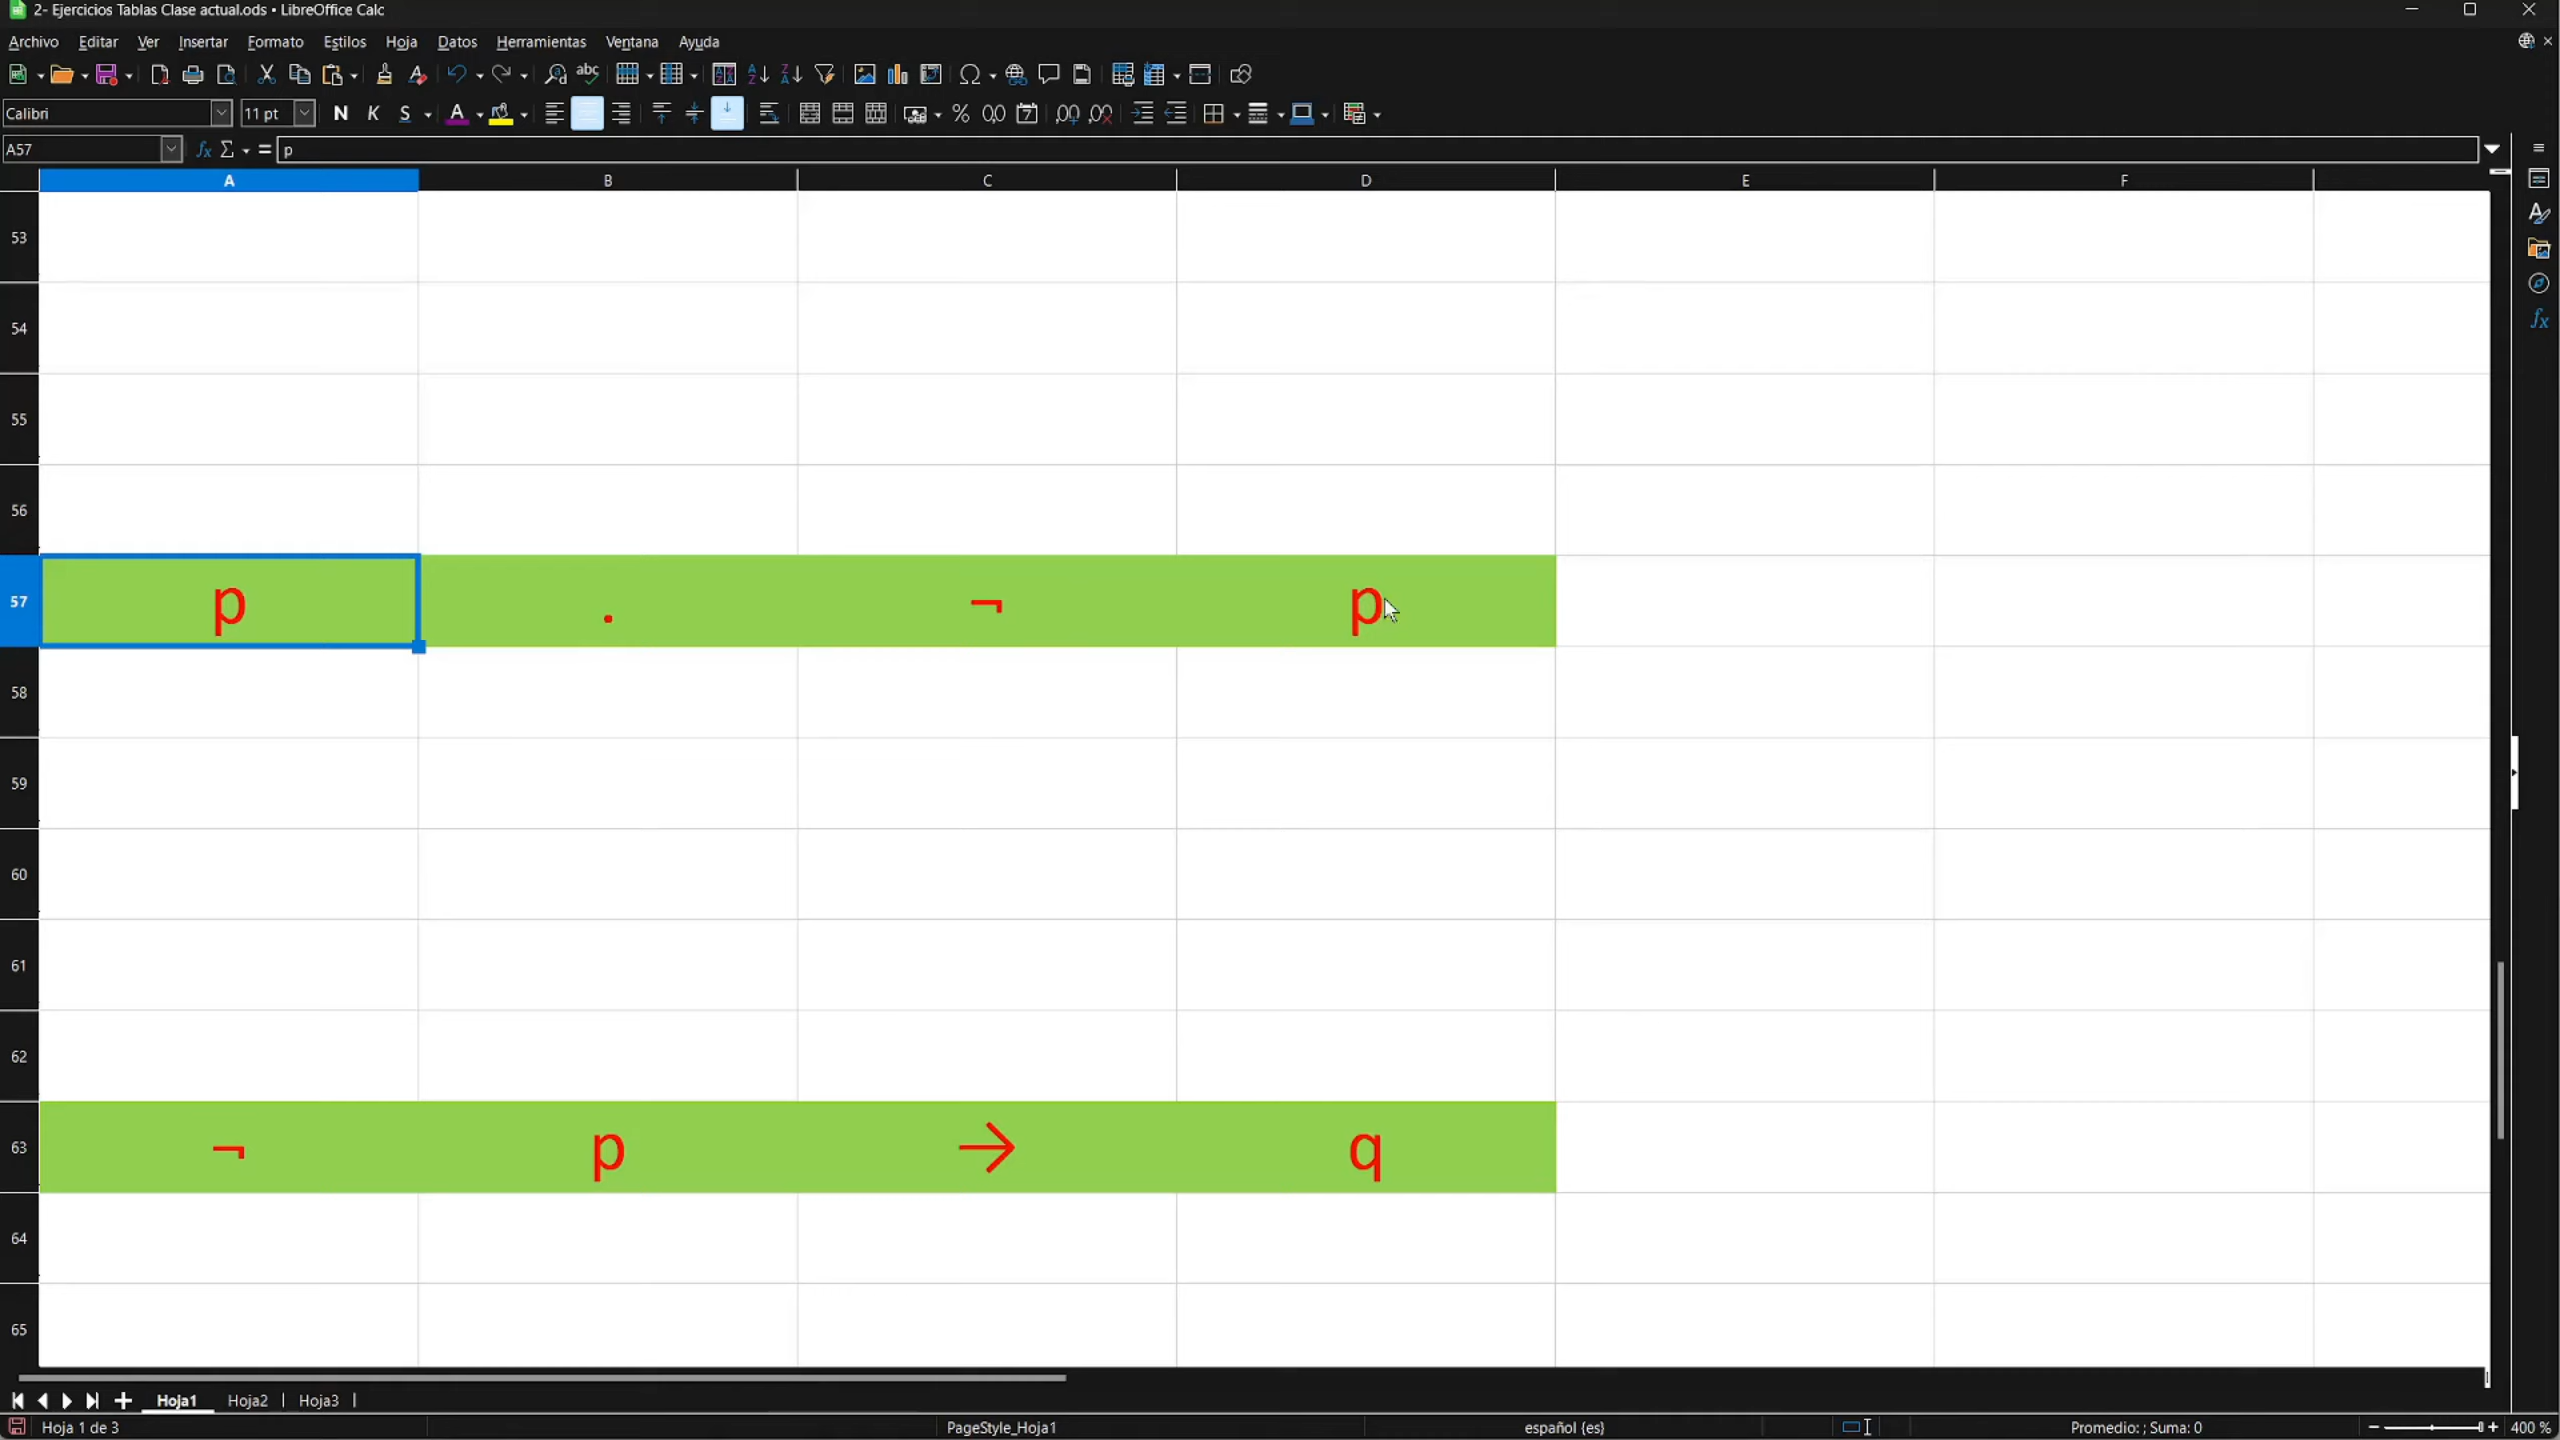 2- Ejercicios Tablas Clase actual.ods • LibreOffice Calc
Archivo Editar Ver Insertar Formato Estilos Hoja Datos Herramientas Ventana Ayuda
Calibri 11 pt N K S
A57 fx Σ = p
A B C D E F
53
54
55
56
57 p . ¬ p
58
59
60
61
62
63 ¬ p → q
64
65
Hoja1 Hoja2 Hoja3
Hoja 1 de 3 PageStyle_Hoja1 español (es) Promedio: ; Suma: 0 400 %